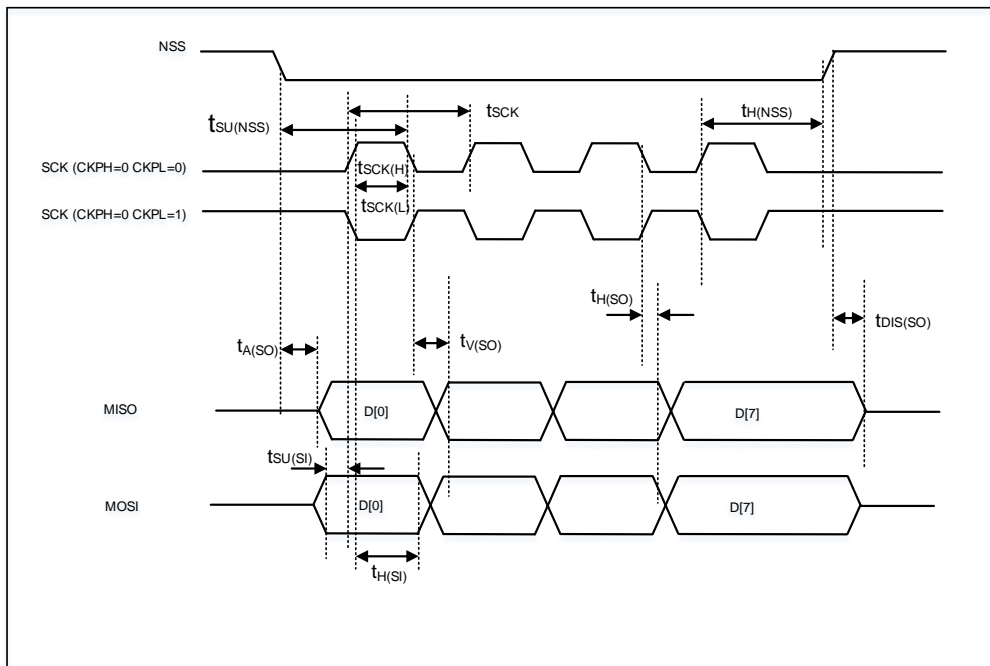 NSS
tSCK
tH(NSS)
tSU(NSS)
SCK (CKPH=0 CKPL=0)
tSCK(H)
tSCK(L)
SCK (CKPH=0 CKPL=1)
tH(SO)
tDIS(SO)
tV(SO)
tA(SO)
MISO
D[0]
D[7]
tSU(SI)
MOSI
D[0]
D[7]
tH(SI)